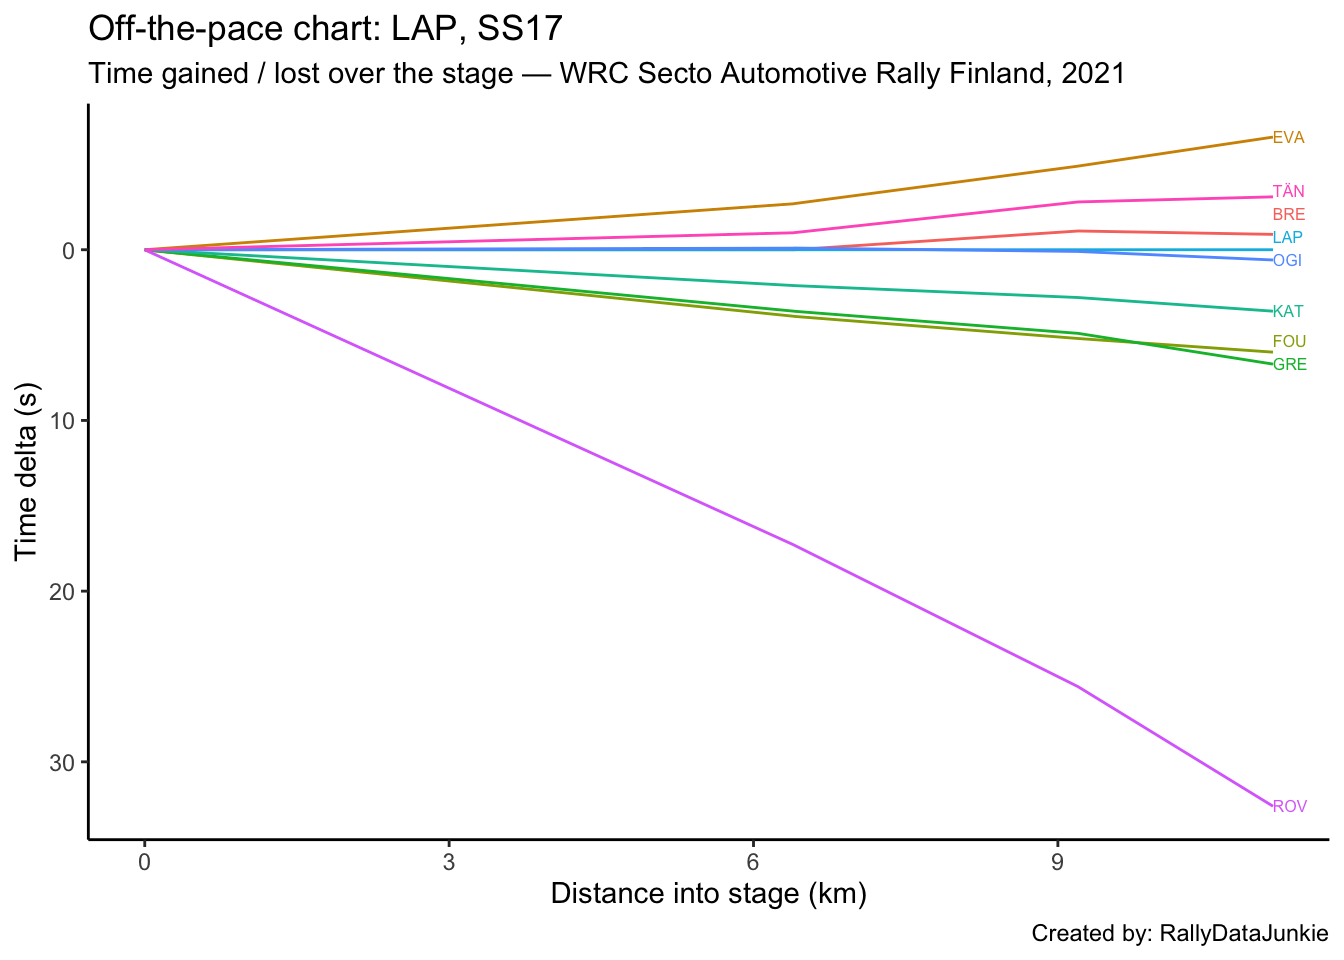 Off-the-pace chart: LAP, SS17
Time gained / lost over the stage — WRC Secto Automotive Rally Finland, 2021
EVA
TÄN
BRE
LAP
OGI
KAT
FOU
GRE
ROV
0
10
20
30
Time delta (s)
0 3 6 9
Distance into stage (km)
Created by: RallyDataJunkie